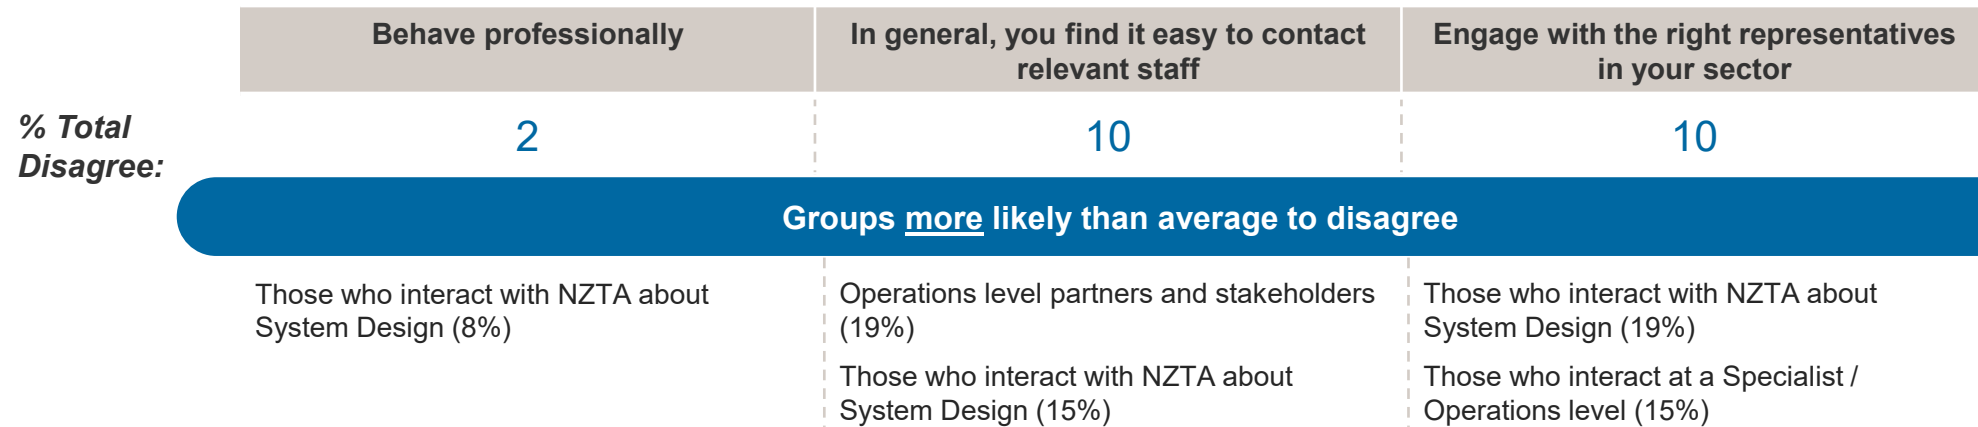 Behave professionally
In general, you find it easy to contact
relevant staff
Engage with the right representatives
in your sector
% Total
Disagree:
2
10
10
Groups more likely than average to disagree
Those who interact with NZTA about
System Design (8%)
Operations level partners and stakeholders
(19%)
Those who interact with NZTA about
System Design (15%)
Those who interact with NZTA about
System Design (19%)
Those who interact at a Specialist /
Operations level (15%)